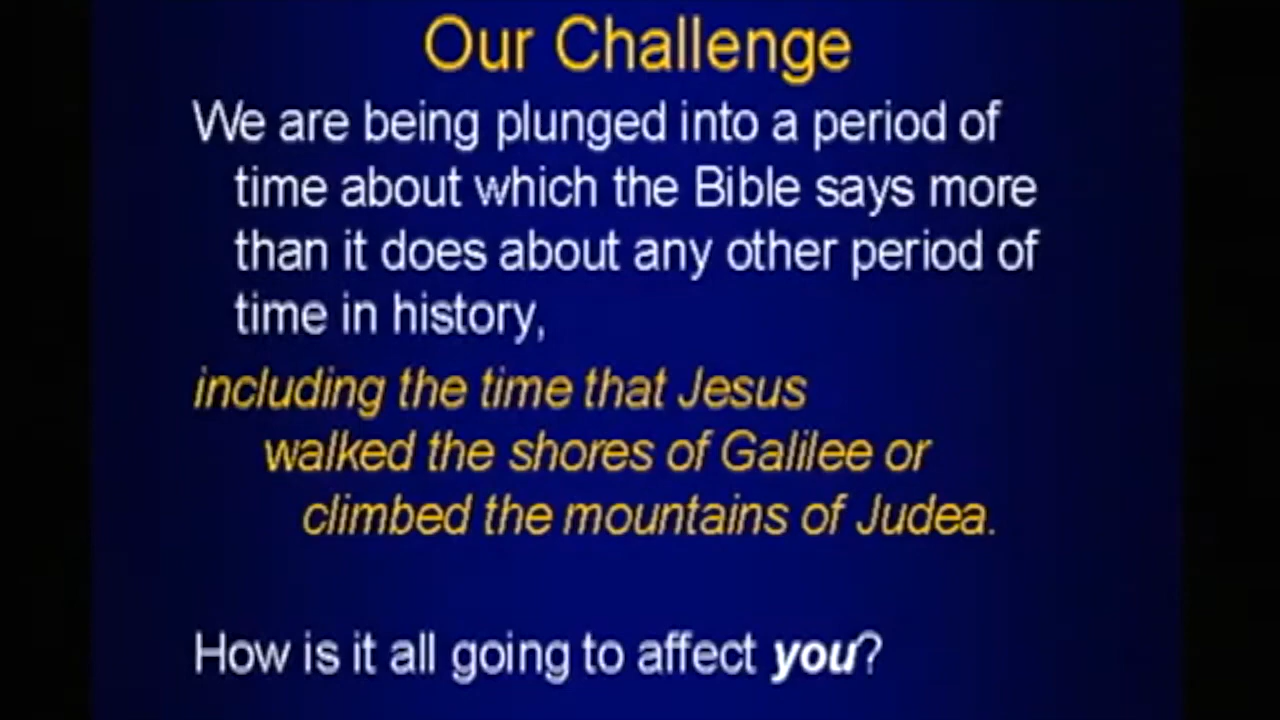 Our Challenge
We are being plunged into a period of
time about which the Bible says more
than it does about any other period of
time in history,
including the time that Jesus
walked the shores of Galilee or
climbed the mountains of Judea.
How is it all going to affect you?